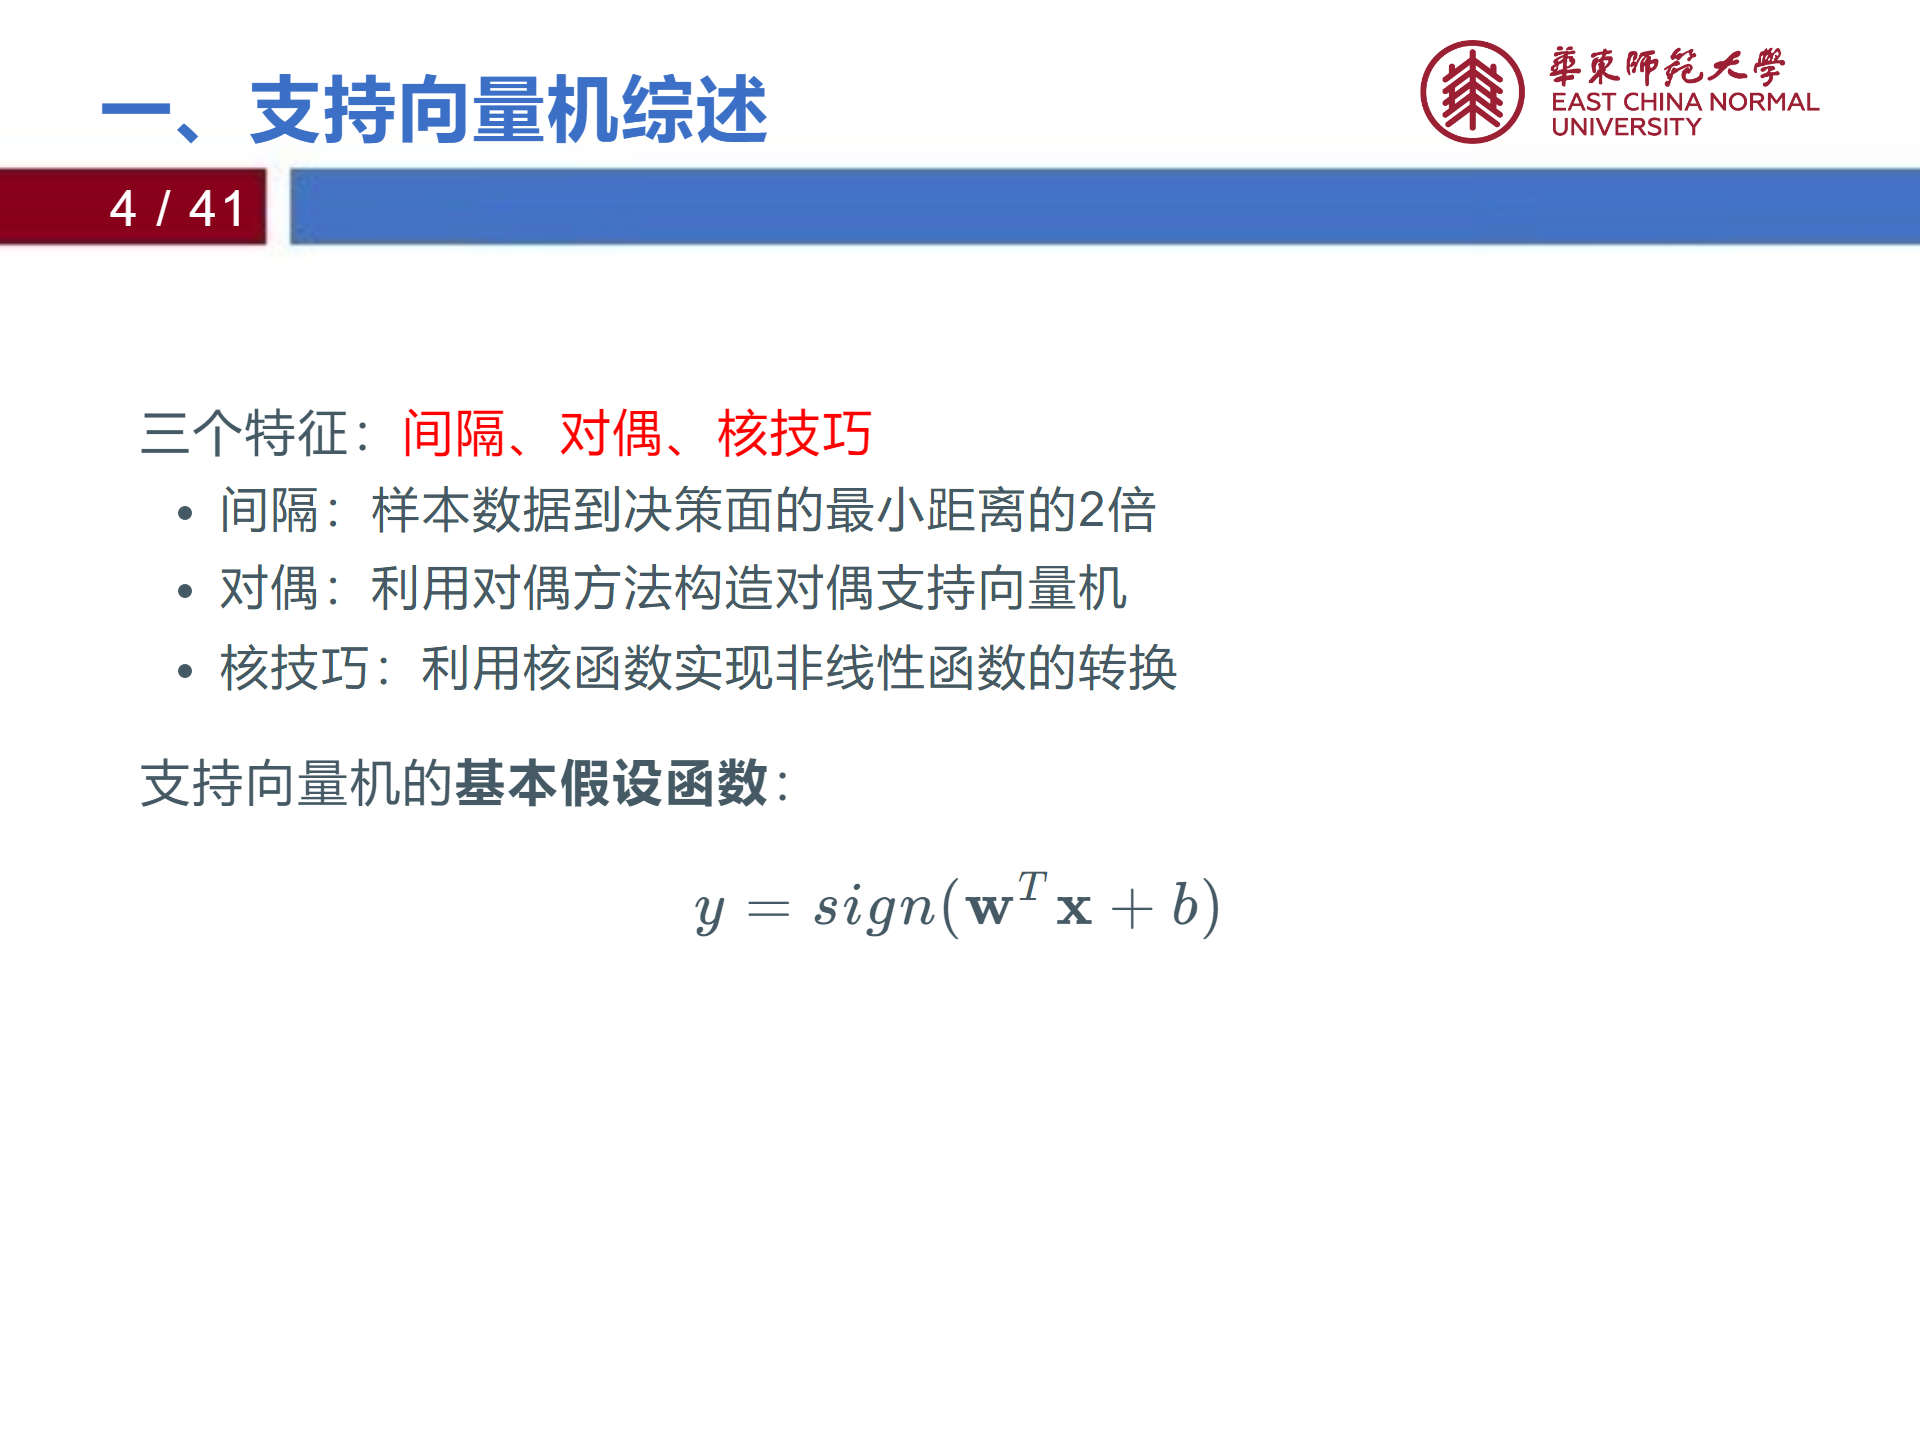 一、支持向量机综述
華東師範大學
EAST CHINA NORMAL
UNIVERSITY
4 / 41
三个特征：间隔、对偶、核技巧
• 间隔：样本数据到决策面的最小距离的2倍
• 对偶：利用对偶方法构造对偶支持向量机
• 核技巧：利用核函数实现非线性函数的转换
支持向量机的基本假设函数：
$y = sign(\mathbf{w}^T \mathbf{x} + b)$